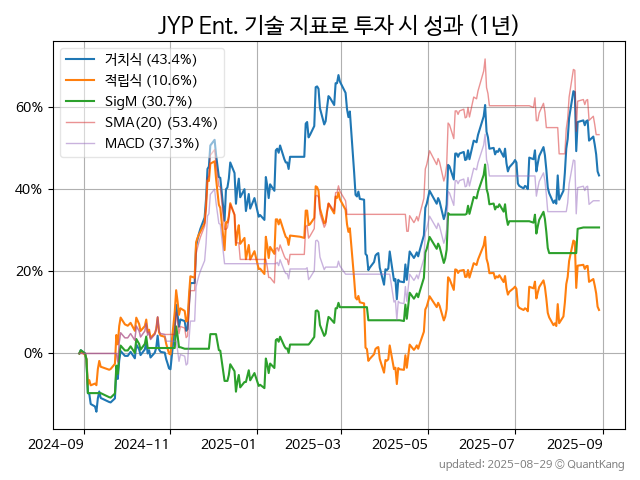 JYP Ent. 기술 지표로 투자 시 성과 (1년)
거치식 (43.4%)
적립식 (10.6%)
SigM (30.7%)
SMA(20) (53.4%)
MACD (37.3%)
60%
40%
20%
0%
2024-09 2024-11 2025-01 2025-03 2025-05 2025-07 2025-09
updated: 2025-08-29 © QuantKang